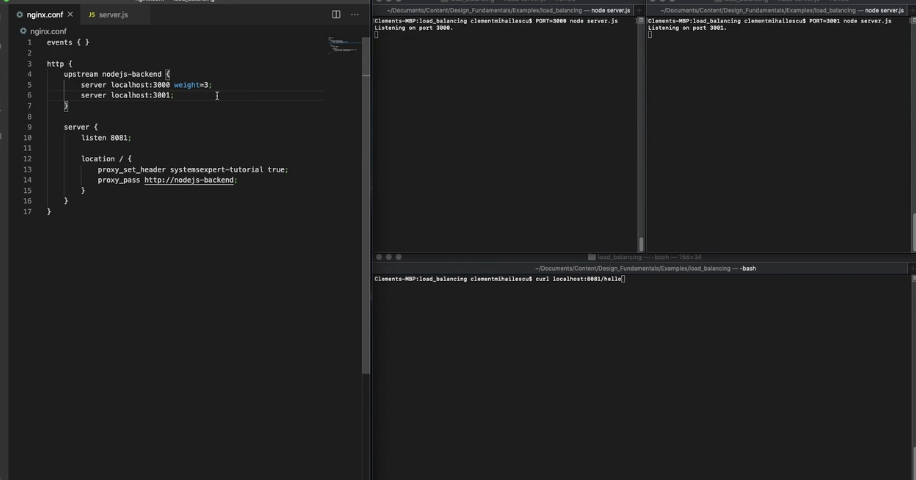 nginx.conf
JS server.js
nginx.conf
1 events { }
2
3 http {
4 upstream nodejs-backend {
5 server localhost:3000 weight=3;
6 server localhost:3001;
7 }
8
9 server {
10 listen 8081;
11
12 location / {
13 proxy_set_header systemsexpert-tutorial true;
14 proxy_pass http://nodejs-backend;
15 }
16 }
17 }
~/Documents/Content/Design_Fundamentals/Examples/load_balancing — node server.js
Clements-MBP:load_balancing clementmihailescu$ PORT=3000 node server.js
Listening on port 3000.
~/Documents/Content/Design_Fundamentals/Examples/load_balancing — node server.js
Clements-MBP:load_balancing clementmihailescu$ PORT=3001 node server.js
Listening on port 3001.
load_balancing — -bash — 156×34
~/Documents/Content/Design_Fundamentals/Examples/load_balancing — -bash
Clements-MBP:load_balancing clementmihailescu$ curl localhost:8081/hello